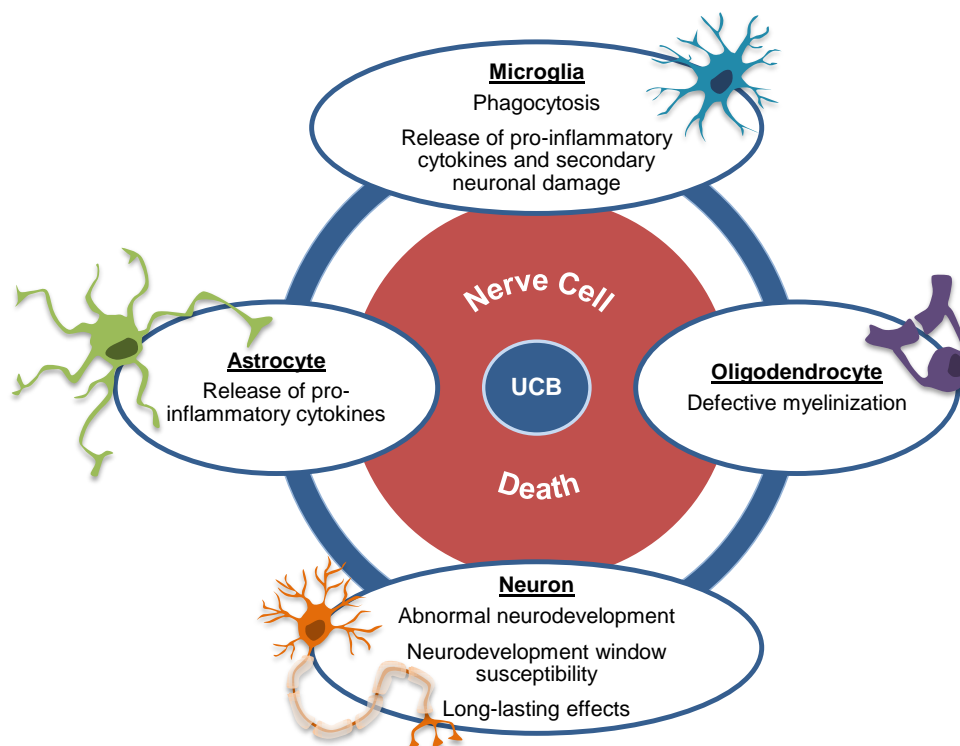 Microglia
Phagocytosis
Release of pro-inflammatory
cytokines and secondary
neuronal damage
Nerve Cell
Astrocyte
Release of pro-
inflammatory cytokines
UCB
Oligodendrocyte
Defective myelinization
Death
Neuron
Abnormal neurodevelopment
Neurodevelopment window
susceptibility
Long-lasting effects